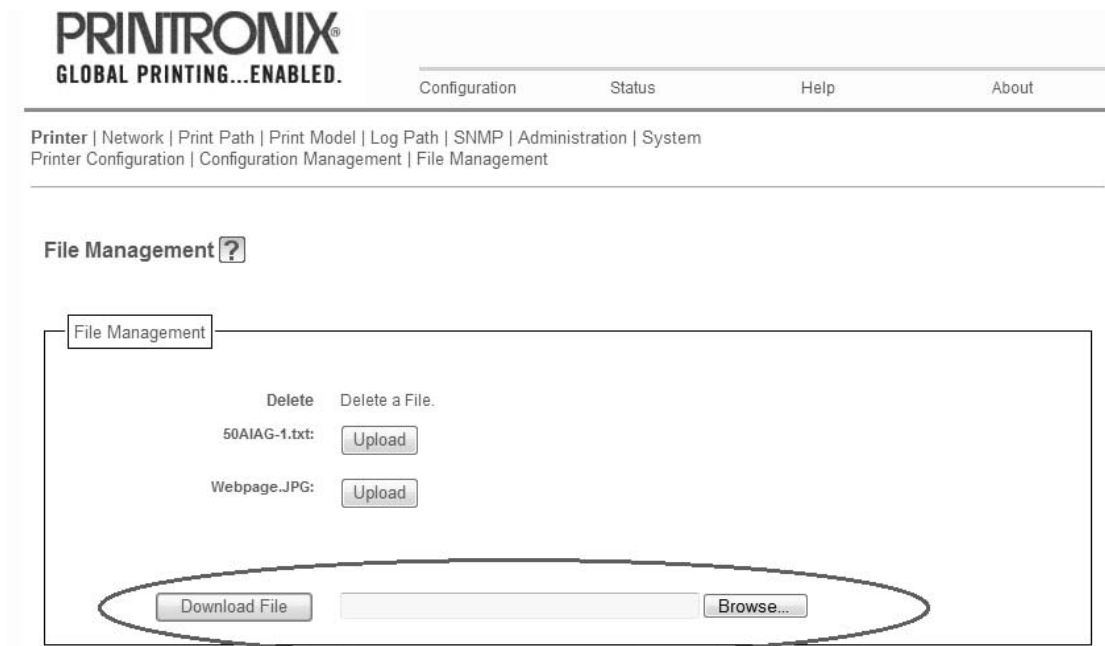 PRINTRONIX®
GLOBAL PRINTING...ENABLED.
Configuration Status Help About
Printer | Network | Print Path | Print Model | Log Path | SNMP | Administration | System
Printer Configuration | Configuration Management | File Management
File Management ?
File Management
Delete Delete a File.
50AIAG-1.txt: Upload
Webpage.JPG: Upload
Download File Browse...